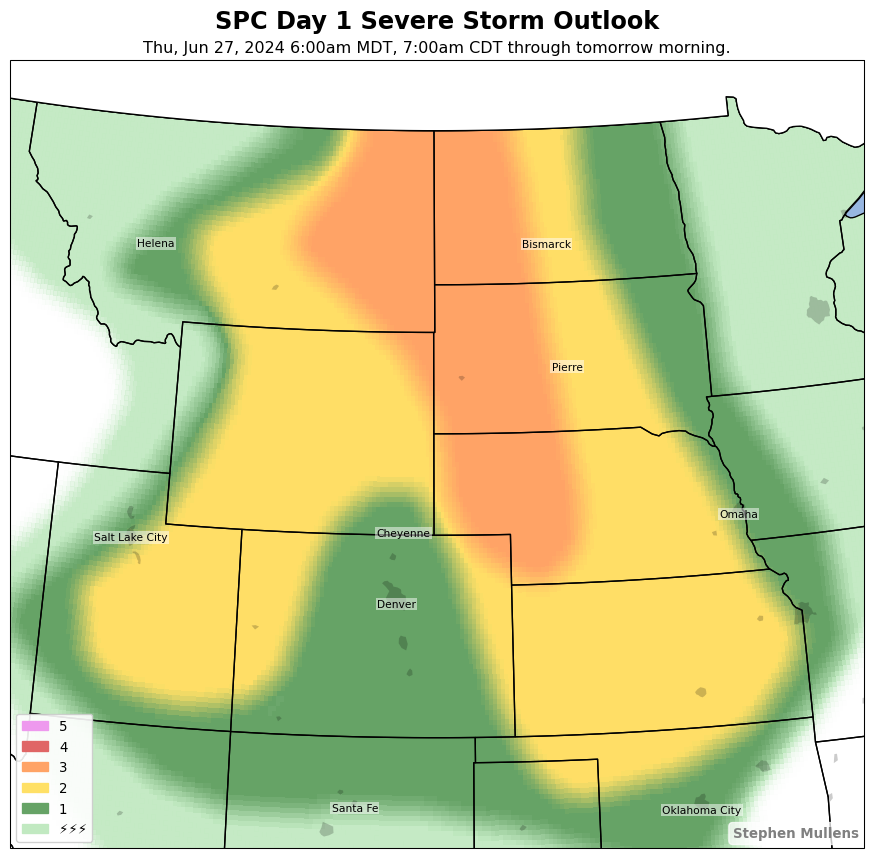 SPC Day 1 Severe Storm Outlook
Thu, Jun 27, 2024 6:00am MDT, 7:00am CDT through tomorrow morning.
Helena
Bismarck
Pierre
Omaha
Cheyenne
Salt Lake City
Denver
5
4
3
2
1
⚡⚡⚡
Santa Fe
Oklahoma City
Stephen Mullens